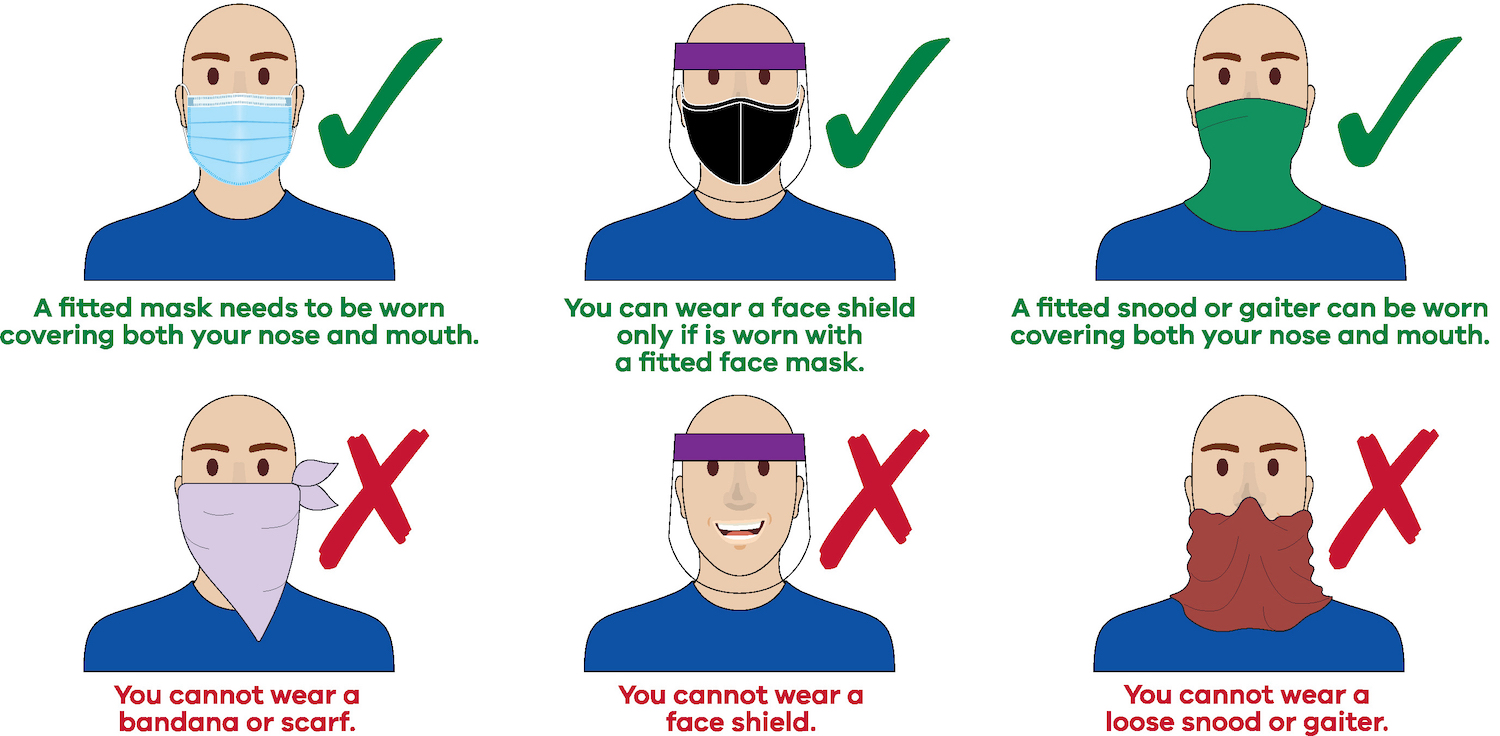 A fitted mask needs to be worn
covering both your nose and mouth.
You can wear a face shield
only if is worn with
a fitted face mask.
A fitted snood or gaiter can be worn
covering both your nose and mouth.
You cannot wear a
bandana or scarf.
You cannot wear a
face shield.
You cannot wear a
loose snood or gaiter.